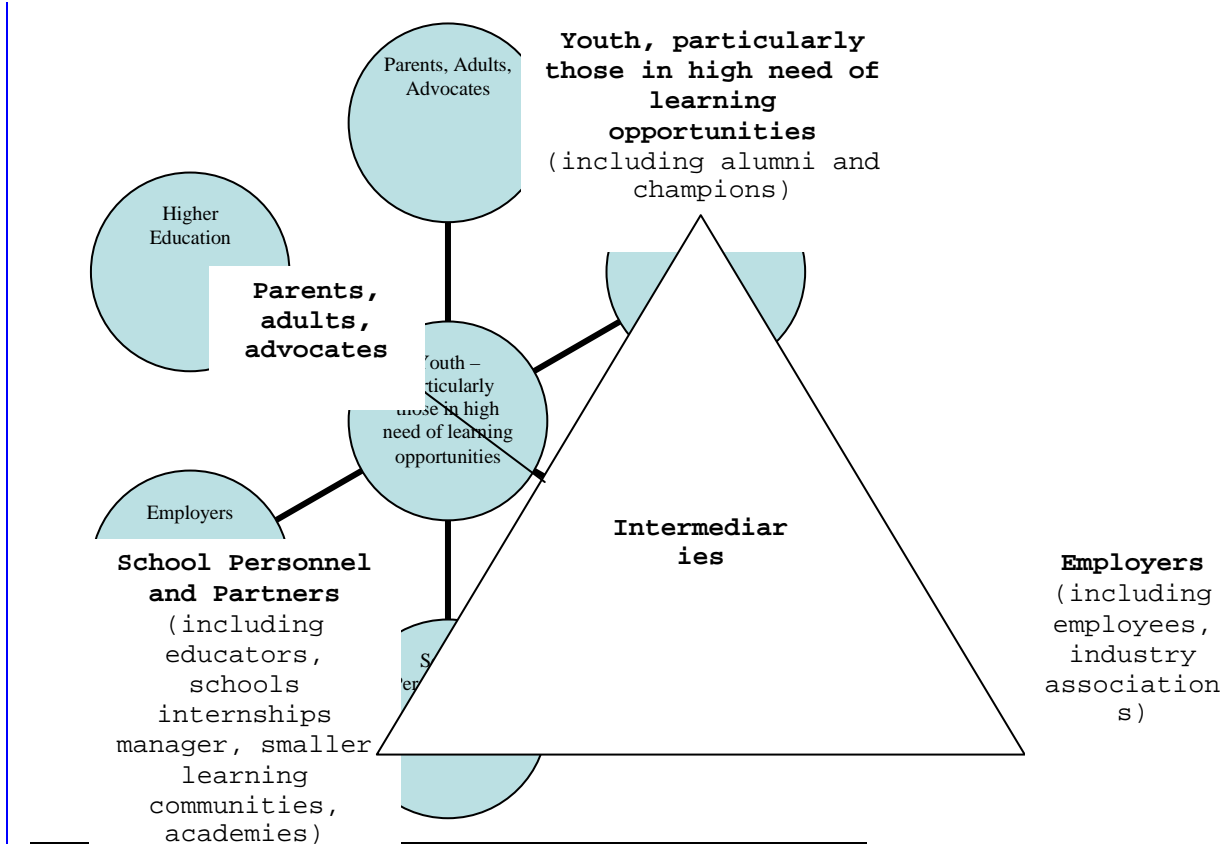 Parents, Adults,
Advocates
Youth, particularly
those in high need of
learning
opportunities
(including alumni and
champions)
Higher
Education
Parents,
adults,
advocates
Youth –
those in high
need of learning
opportunities
Employers
Intermediar
ies
School Personnel
and Partners
(including
educators,
schools
internships
manager, smaller
learning
communities,
academies)
Employers
(including
employees,
industry
association
s)